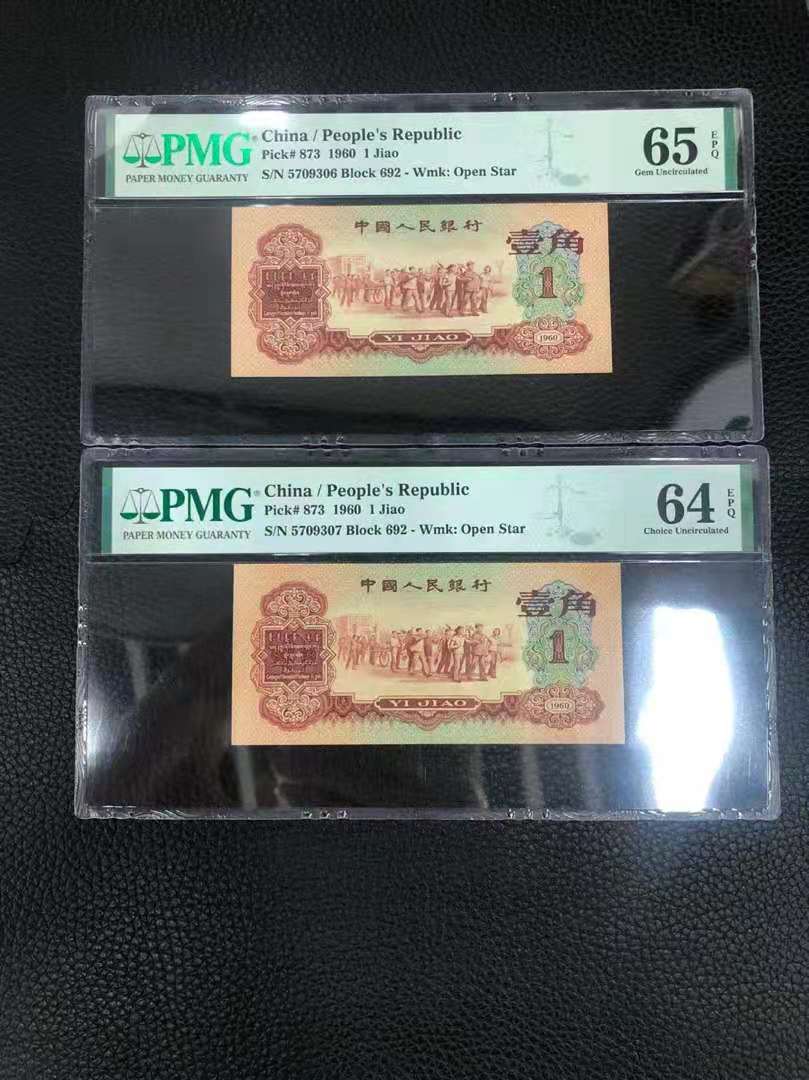 PMG
PAPER MONEY GUARANTY
China / People's Republic
Pick# 873 1960 1 Jiao
S/N 5709306 Block 692 - Wmk: Open Star
65
EPQ
Gem Uncirculated
中國人民銀行
壹角
1
YI JIAO
1960
PMG
PAPER MONEY GUARANTY
China / People's Republic
Pick# 873 1960 1 Jiao
S/N 5709307 Block 692 - Wmk: Open Star
64
EPQ
Choice Uncirculated
中國人民銀行
壹角
1
YI JIAO
1960